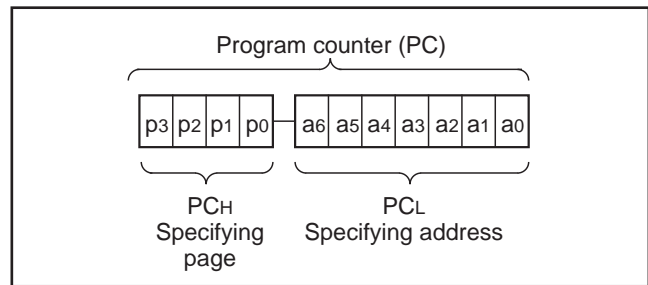 Program counter (PC)
p3 p2 p1 p0 a6 a5 a4 a3 a2 a1 a0
PCH PCL
Specifying Specifying address
page